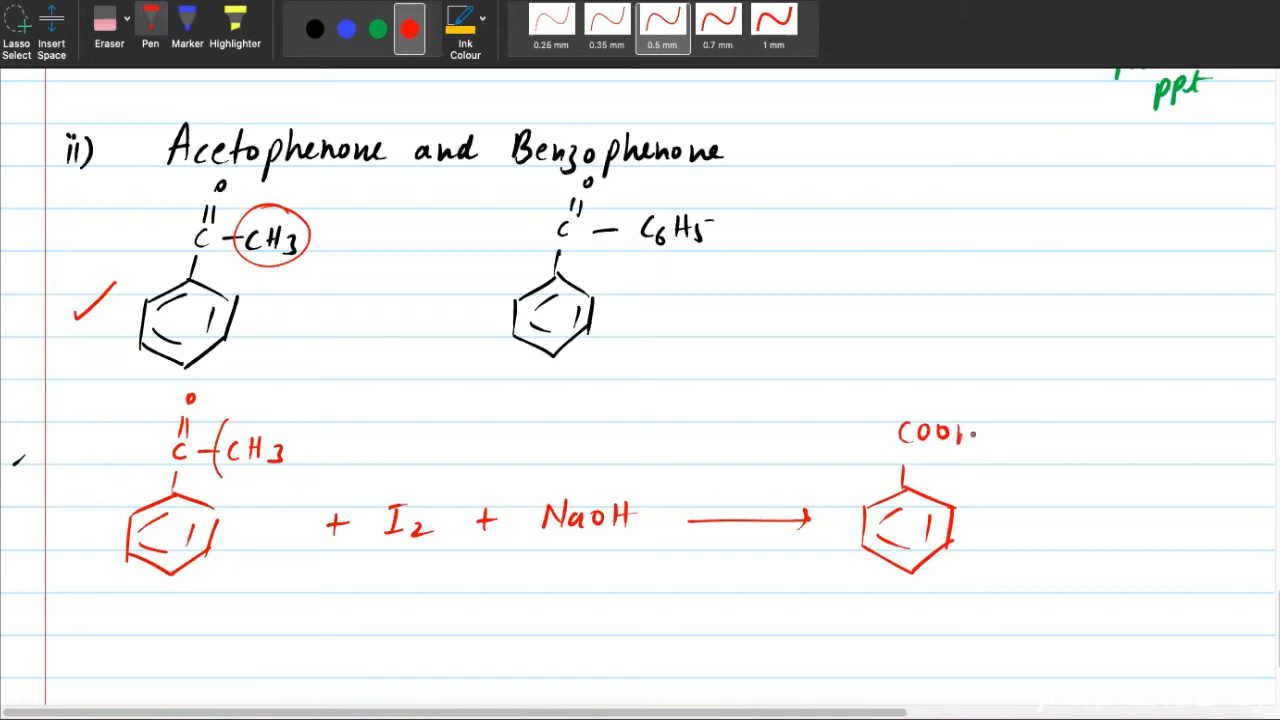 Lasso Select
Insert Space
Eraser
Pen
Marker
Highlighter
Ink Colour
0.25 mm
0.35 mm
0.5 mm
0.7 mm
1 mm
ppt
ii) Acetophenone and Benzophenone
O O
|| ||
C - CH3 C - C6H5
O
||
C - (CH3
COOH
+ I2 + NaOH →